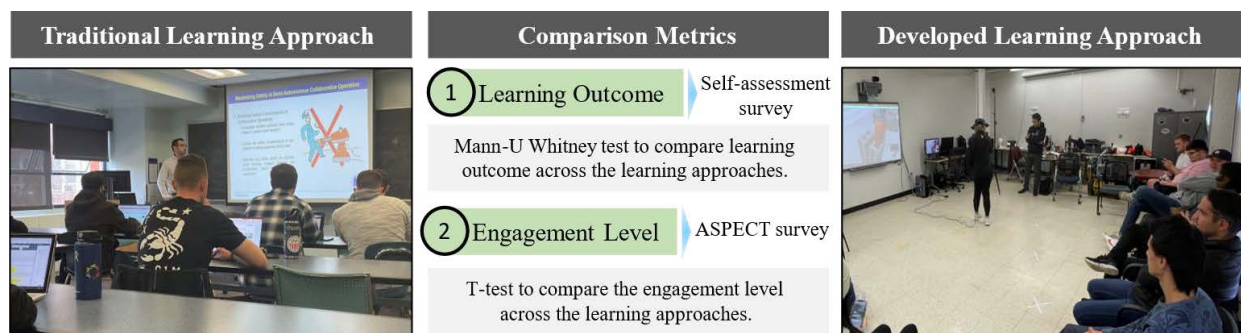 Traditional Learning Approach
Comparison Metrics
Developed Learning Approach
1 Learning Outcome
Self-assessment
survey
Mann-U Whitney test to compare learning
outcome across the learning approaches.
2 Engagement Level
ASPECT survey
T-test to compare the engagement level
across the learning approaches.